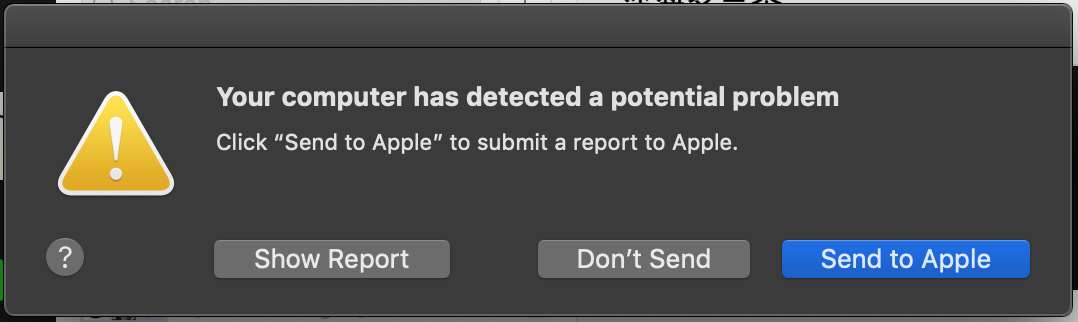 Your computer has detected a potential problem
Click “Send to Apple” to submit a report to Apple.
?
Show Report
Don’t Send
Send to Apple